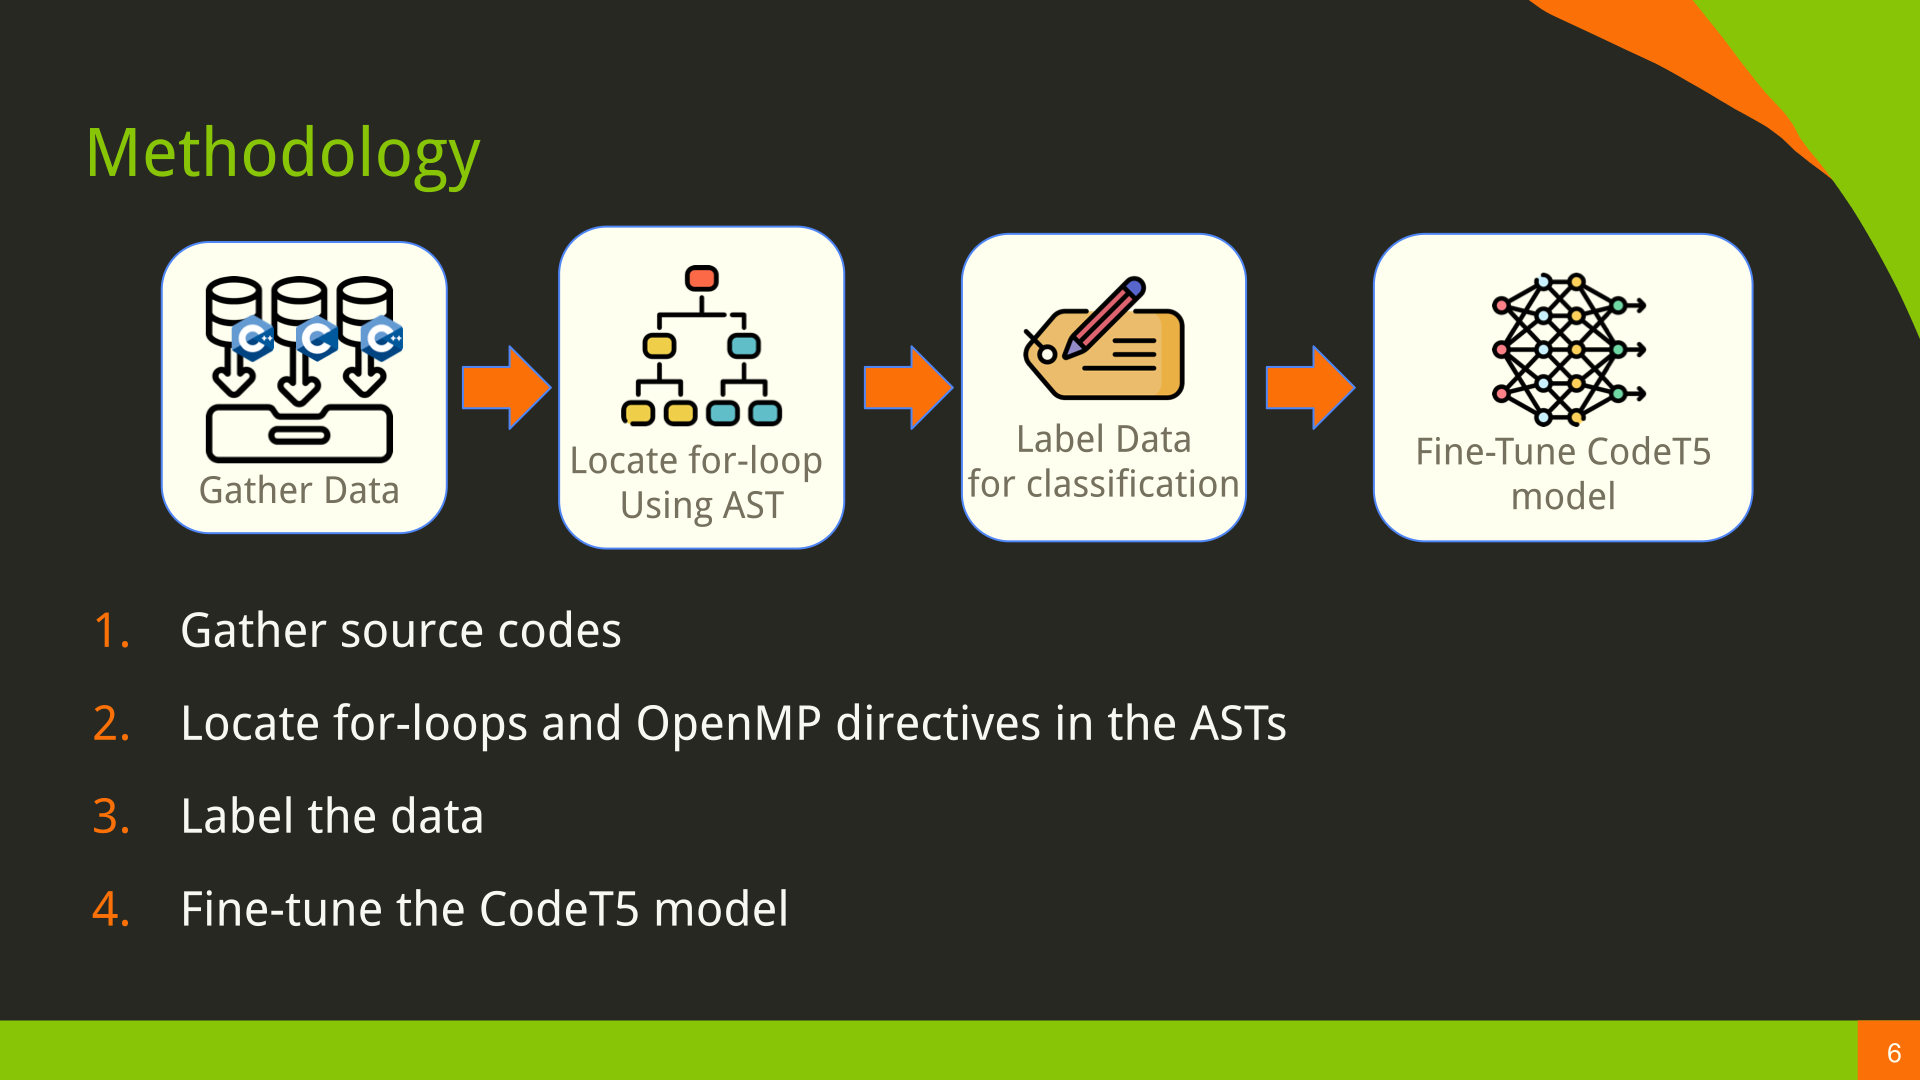 Methodology
C++ C++ C++
Gather Data
Locate for-loop
Using AST
Label Data
for classification
Fine-Tune CodeT5
model
1. Gather source codes
2. Locate for-loops and OpenMP directives in the ASTs
3. Label the data
4. Fine-tune the CodeT5 model
6